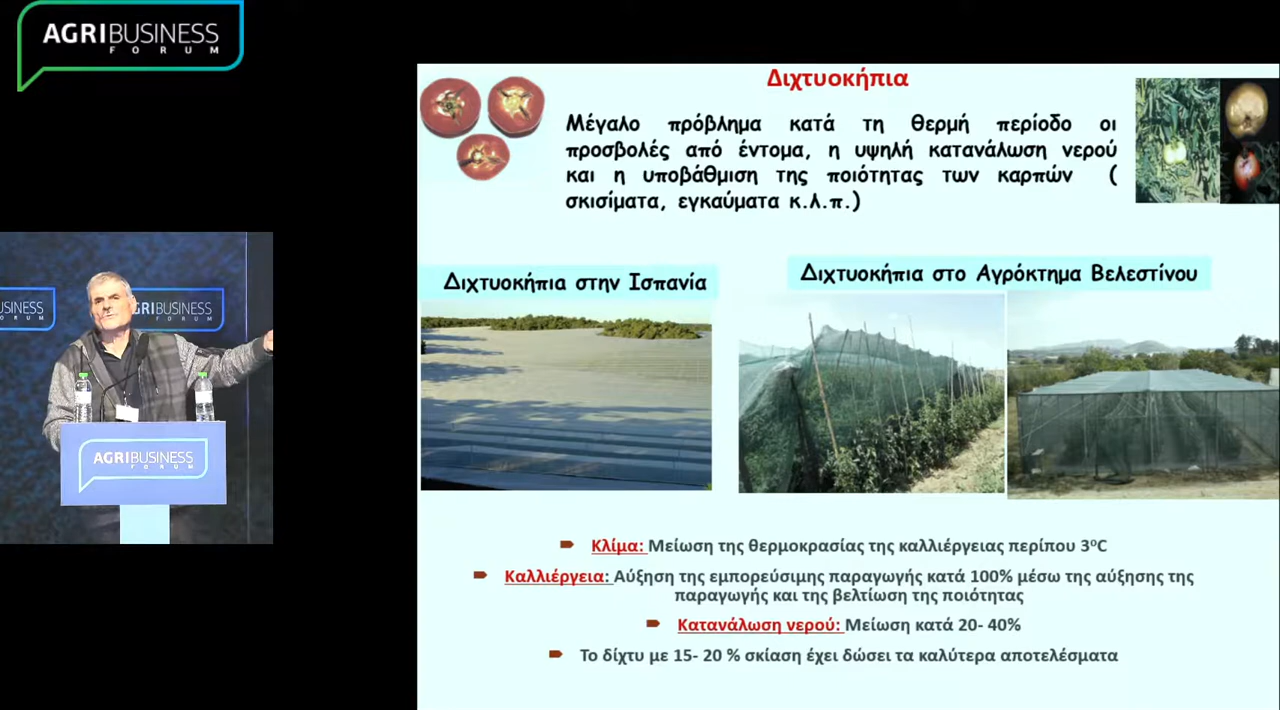 AGRIBUSINESS
FORUM
Διχτυοκήπια
Μέγαλο πρόβλημα κατά τη θερμή περίοδο οι
προσβολές από έντομα, η υψηλή κατανάλωση νερού
και η υποβάθμιση της ποιότητας των καρπών (
σκισίματα, εγκαύματα κ.λ.π.)
Διχτυοκήπια στην Ισπανία
Διχτυοκήπια στο Αγρόκτημα Βελεστίνου
BUSINESS
FORUM
GRIBUSINESS
FORUM
AGRIBUSINESS
FORUM
Κλίμα: Μείωση της θερμοκρασίας της καλλιέργειας περίπου 3οC
Καλλιέργεια: Αύξηση της εμπορεύσιμης παραγωγής κατά 100% μέσω της αύξησης της
παραγωγής και της βελτίωση της ποιότητας
Κατανάλωση νερού: Μείωση κατά 20- 40%
Το δίχτυ με 15- 20 % σκίαση έχει δώσει τα καλύτερα αποτελέσματα